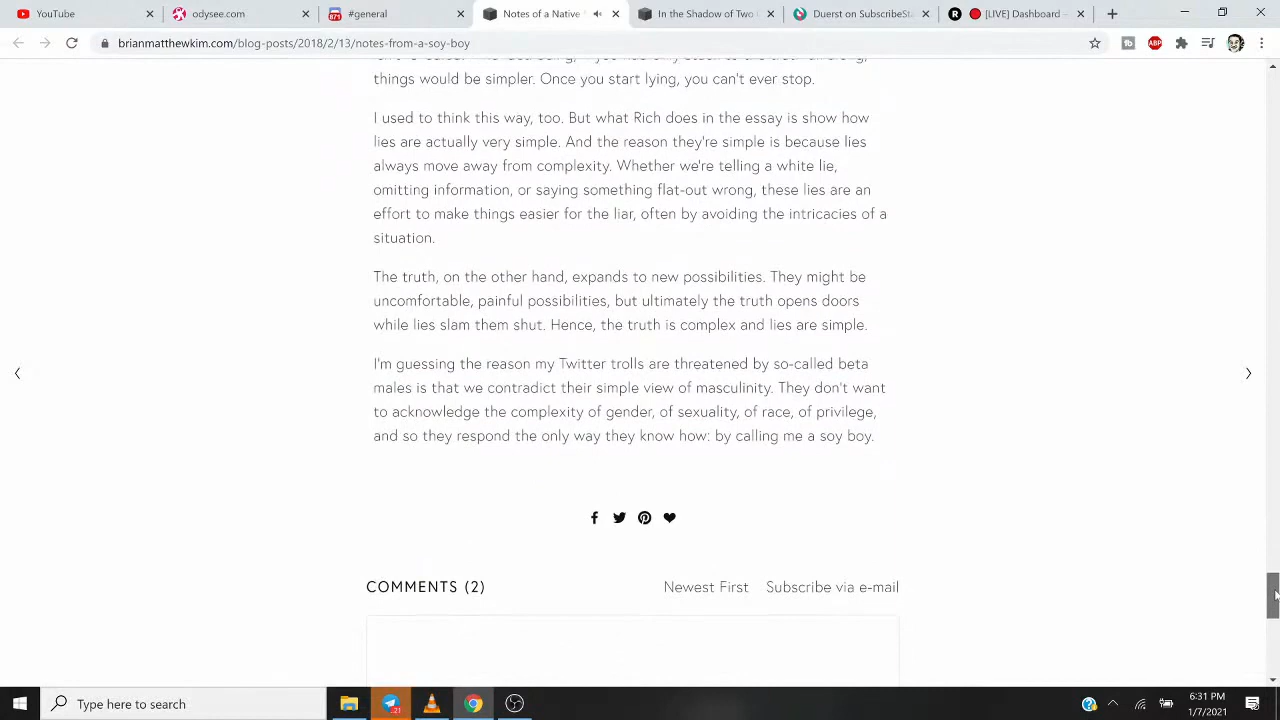 YouTube
odysee.com
#general
Notes of a Native
In the Shadow of Two
Duerst on SubscribeSta
[LIVE] Dashboard -
brianmatthewkim.com/blog-posts/2018/2/13/notes-from-a-soy-boy
ABP
things would be simpler. Once you start lying, you can't ever stop.
I used to think this way, too. But what Rich does in the essay is show how
lies are actually very simple. And the reason they're simple is because lies
always move away from complexity. Whether we're telling a white lie,
omitting information, or saying something flat-out wrong, these lies are an
effort to make things easier for the liar, often by avoiding the intricacies of a
situation.
The truth, on the other hand, expands to new possibilities. They might be
uncomfortable, painful possibilities, but ultimately the truth opens doors
while lies slam them shut. Hence, the truth is complex and lies are simple.
I'm guessing the reason my Twitter trolls are threatened by so-called beta
males is that we contradict their simple view of masculinity. They don't want
to acknowledge the complexity of gender, of sexuality, of race, of privilege,
and so they respond the only way they know how: by calling me a soy boy.
COMMENTS (2)
Newest First
Subscribe via e-mail
Type here to search
21
6:31 PM
1/7/2021